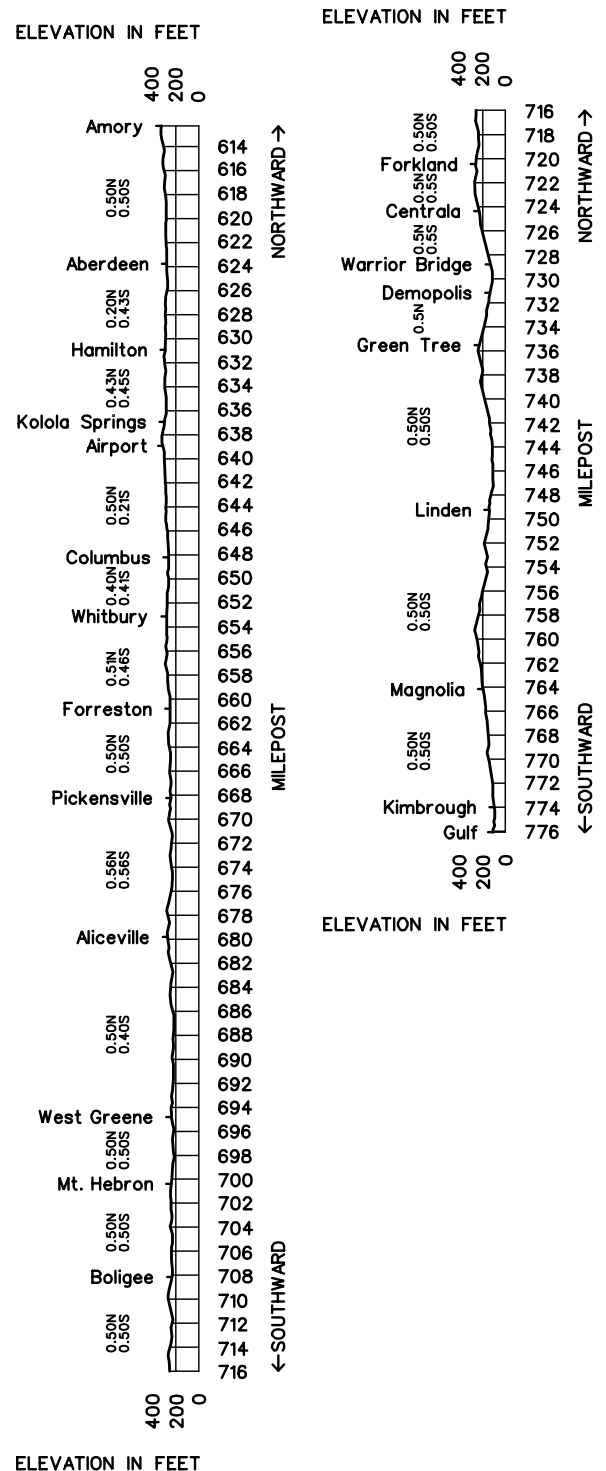 ELEVATION IN FEET
400
200
0
Amory
614
616
0.50N
0.50S
618
620
622
Aberdeen
624
626
0.20N
0.43S
628
630
Hamilton
632
0.43N
0.45S
634
636
Kolola Springs
638
Airport
640
642
0.50N
0.21S
644
646
Columbus
648
0.40N
0.41S
650
652
Whitbury
654
656
0.51N
0.46S
658
660
Forreston
662
0.50N
0.50S
664
666
Pickensville
668
670
672
0.56N
0.56S
674
676
678
Aliceville
680
682
684
686
0.50N
0.40S
688
690
692
694
West Greene
696
0.50N
0.50S
698
Mt. Hebron
700
702
0.50N
0.50S
704
706
Boligee
708
710
0.50N
0.50S
712
714
716
NORTHWARD→
MILEPOST
←SOUTHWARD
400
200
0
ELEVATION IN FEET
ELEVATION IN FEET
400
200
0
716
0.50N
0.50S
718
Forkland
720
0.5N
0.5S
722
Centrala
724
0.5N
0.5S
726
Warrior Bridge
728
730
Demopolis
732
0.5N
734
Green Tree
736
738
740
0.50N
0.50S
742
744
746
748
Linden
750
752
754
756
0.50N
0.50S
758
760
762
Magnolia
764
766
768
0.50N
0.50S
770
772
Kimbrough
774
Gulf
776
NORTHWARD→
MILEPOST
←SOUTHWARD
400
200
0
ELEVATION IN FEET